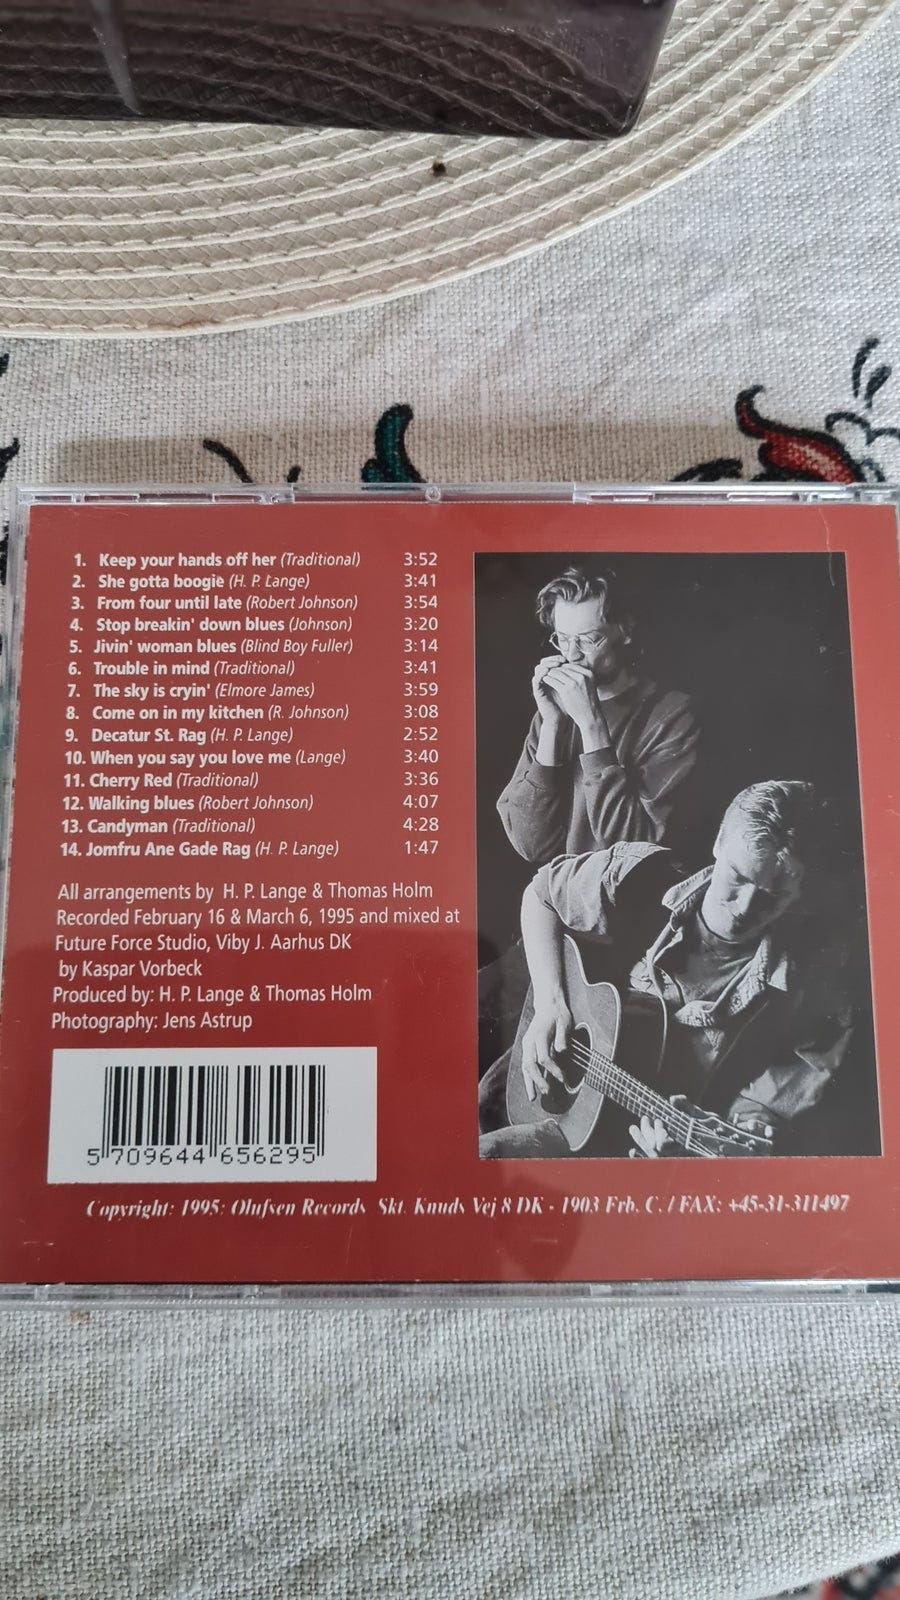 1. Keep your hands off her (Traditional) 3:52
2. She gotta boogie (H. P. Lange) 3:41
3. From four until late (Robert Johnson) 3:54
4. Stop breakin' down blues (Johnson) 3:20
5. Jivin' woman blues (Blind Boy Fuller) 3:14
6. Trouble in mind (Traditional) 3:41
7. The sky is cryin' (Elmore James) 3:59
8. Come on in my kitchen (R. Johnson) 3:08
9. Decatur St. Rag (H. P. Lange) 2:52
10. When you say you love me (Lange) 3:40
11. Cherry Red (Traditional) 3:36
12. Walking blues (Robert Johnson) 4:07
13. Candyman (Traditional) 4:28
14. Jomfru Ane Gade Rag (H. P. Lange) 1:47
All arrangements by H. P. Lange & Thomas Holm
Recorded February 16 & March 6, 1995 and mixed at
Future Force Studio, Viby J. Aarhus DK
by Kaspar Vorbeck
Produced by: H. P. Lange & Thomas Holm
Photography: Jens Astrup
5 709644 656295
Copyright: 1995: Olufsen Records Skt. Knuds Vej 8 DK - 1903 Frb. C. / FAX: +45-31-311497